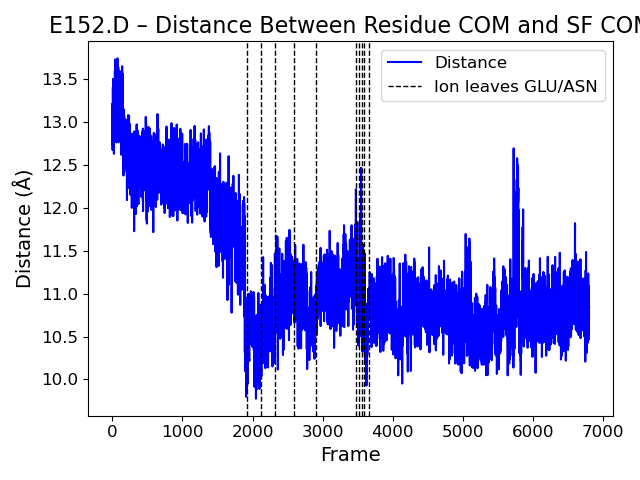 E152.D – Distance Between Residue COM and SF COM
Distance
Ion leaves GLU/ASN
Distance (Å)
13.5
13.0
12.5
12.0
11.5
11.0
10.5
10.0
0 1000 2000 3000 4000 5000 6000 7000
Frame